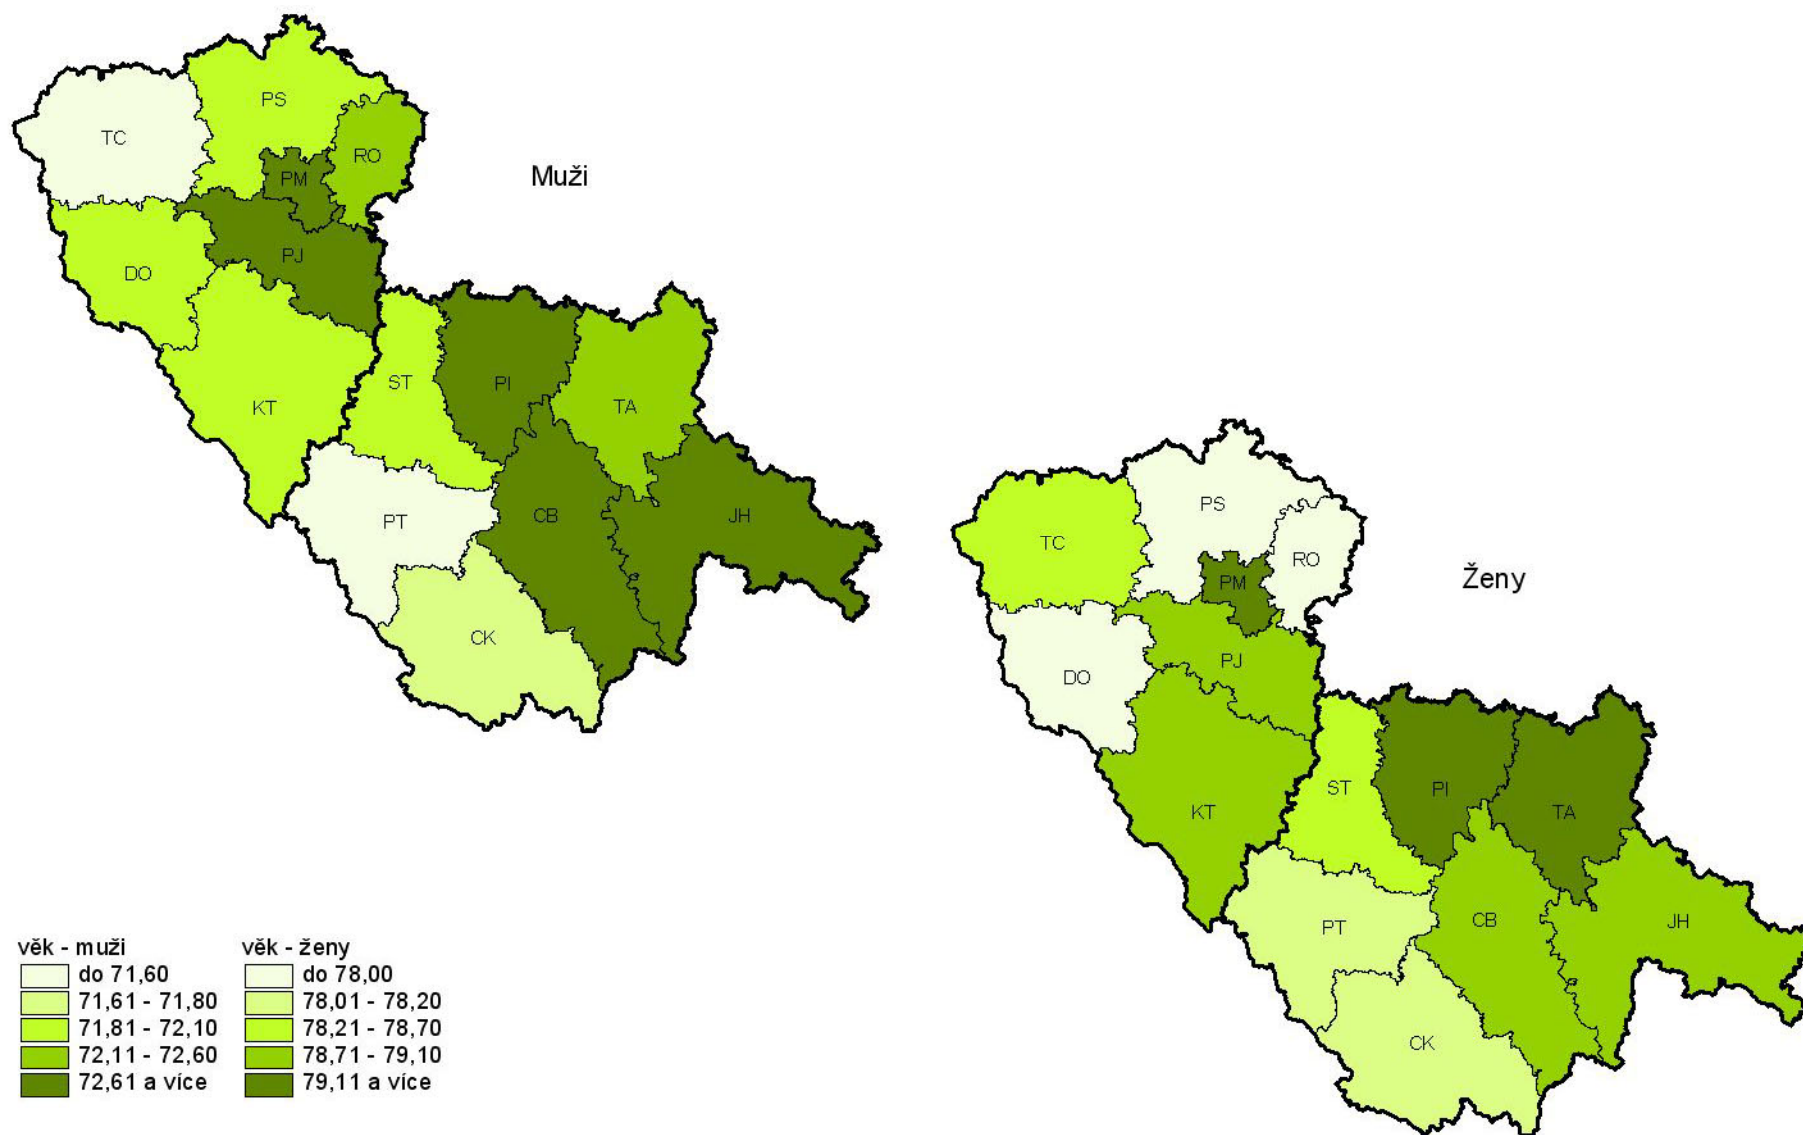 PS
TC
RO
PM
Muži
PJ
DO
ST
PI
TA
KT
PT
CB
JH
CK
PS
TC
RO
PM
Ženy
PJ
DO
ST
PI
TA
KT
PT
CB
JH
CK
věk - muži
do 71,60
71,61 - 71,80
71,81 - 72,10
72,11 - 72,60
72,61 a více
věk - ženy
do 78,00
78,01 - 78,20
78,21 - 78,70
78,71 - 79,10
79,11 a více